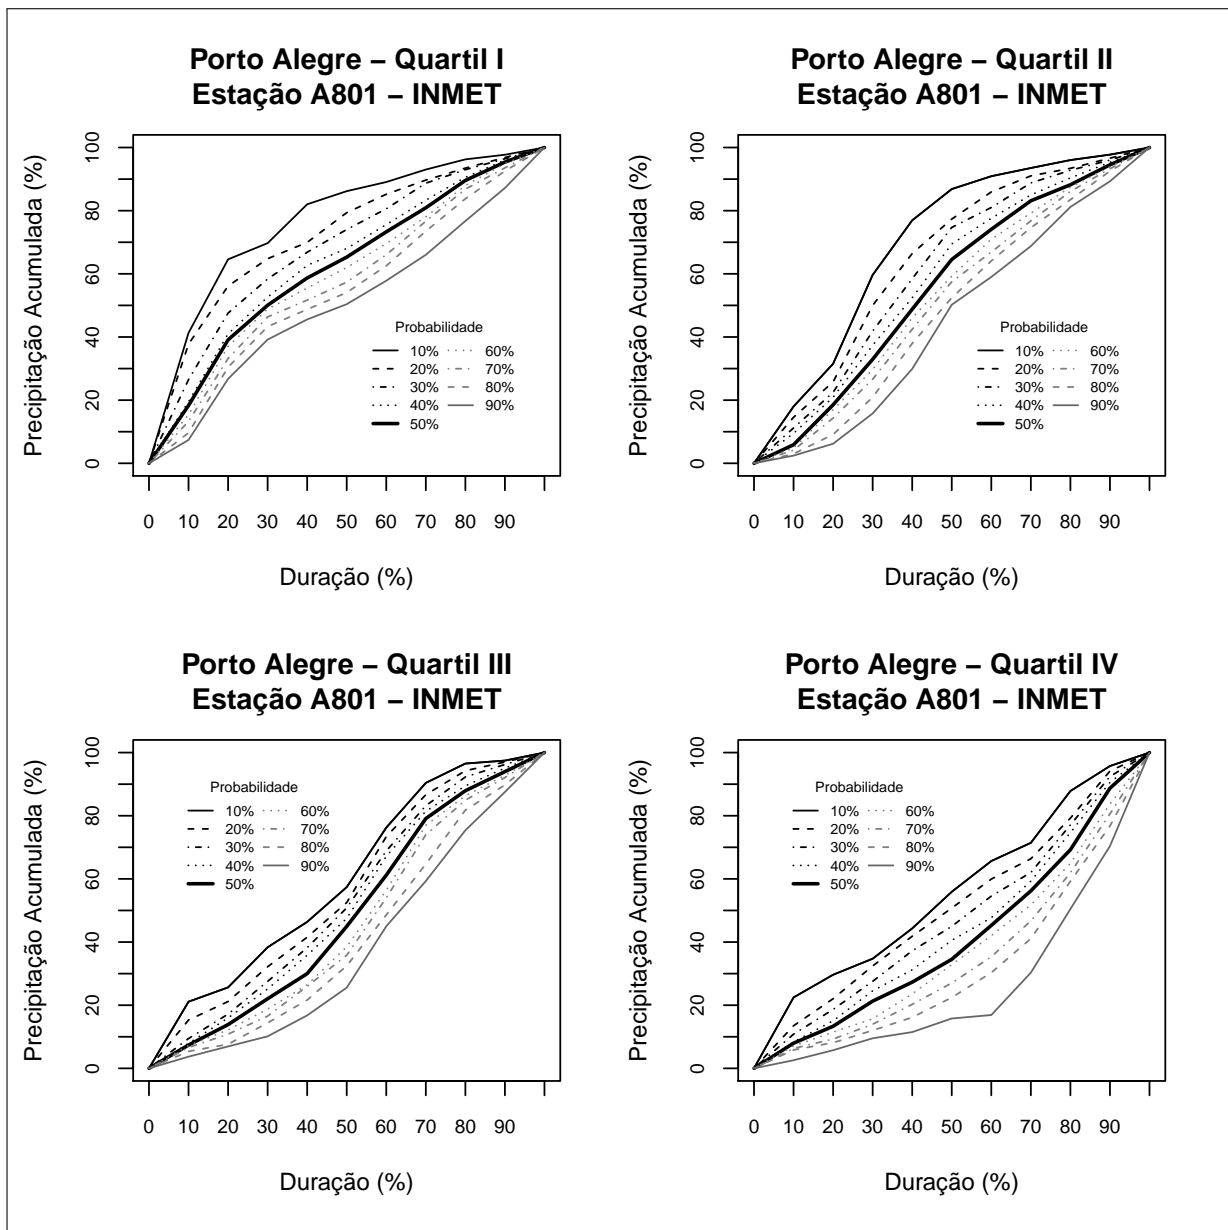 Porto Alegre – Quartil I
Estação A801 – INMET
Precipitação Acumulada (%)
100
80
60
40
20
0
Probabilidade
10% 60%
20% 70%
30% 80%
40% 90%
50%
0 10 20 30 40 50 60 70 80 90
Duração (%)
Porto Alegre – Quartil II
Estação A801 – INMET
Precipitação Acumulada (%)
100
80
60
40
20
0
Probabilidade
10% 60%
20% 70%
30% 80%
40% 90%
50%
0 10 20 30 40 50 60 70 80 90
Duração (%)
Porto Alegre – Quartil III
Estação A801 – INMET
Precipitação Acumulada (%)
100
80
60
40
20
0
Probabilidade
10% 60%
20% 70%
30% 80%
40% 90%
50%
0 10 20 30 40 50 60 70 80 90
Duração (%)
Porto Alegre – Quartil IV
Estação A801 – INMET
Precipitação Acumulada (%)
100
80
60
40
20
0
Probabilidade
10% 60%
20% 70%
30% 80%
40% 90%
50%
0 10 20 30 40 50 60 70 80 90
Duração (%)